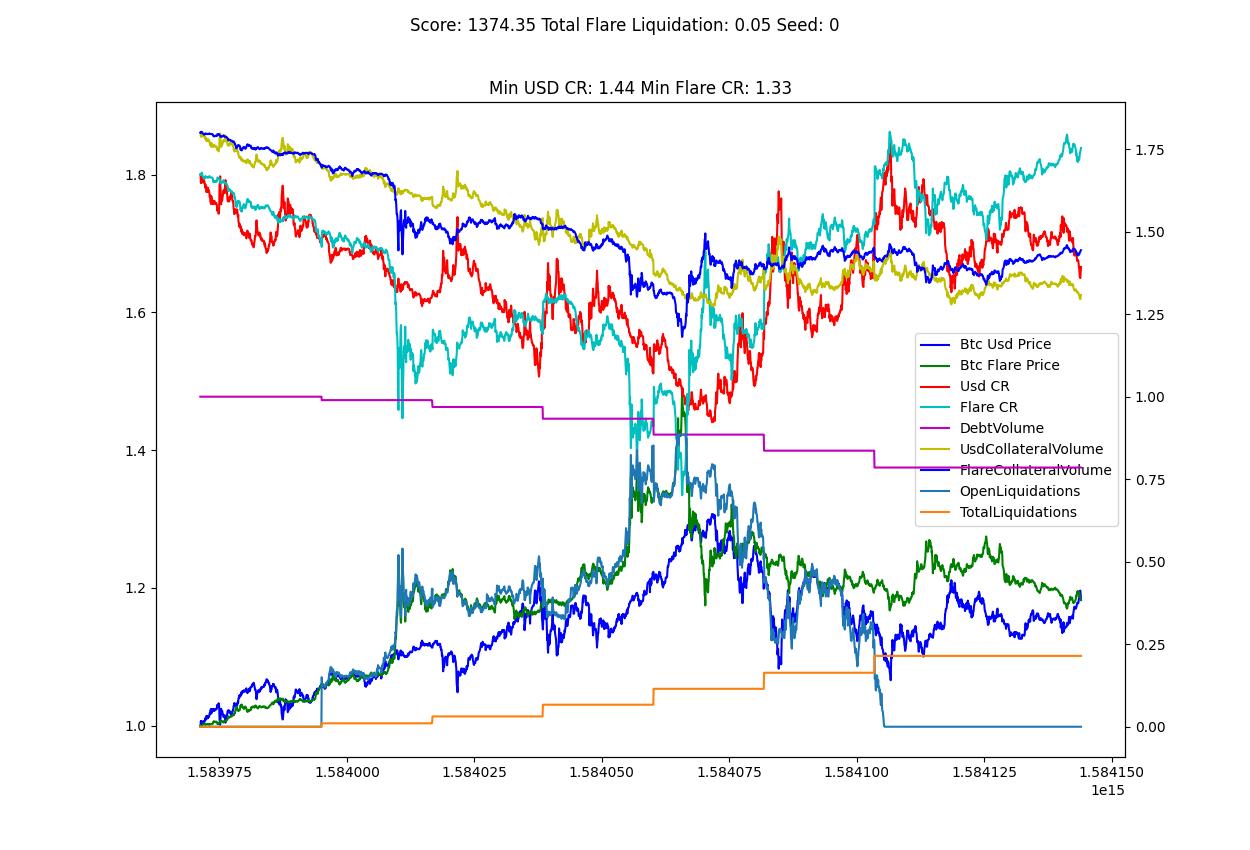 Score: 1374.35 Total Flare Liquidation: 0.05 Seed: 0
Min USD CR: 1.44 Min Flare CR: 1.33
1.8
1.6
1.4
1.2
1.0
1.75
1.50
1.25
1.00
0.75
0.50
0.25
0.00
Btc Usd Price
Btc Flare Price
Usd CR
Flare CR
DebtVolume
UsdCollateralVolume
FlareCollateralVolume
OpenLiquidations
TotalLiquidations
1.583975 1.584000 1.584025 1.584050 1.584075 1.584100 1.584125 1.584150
1e15